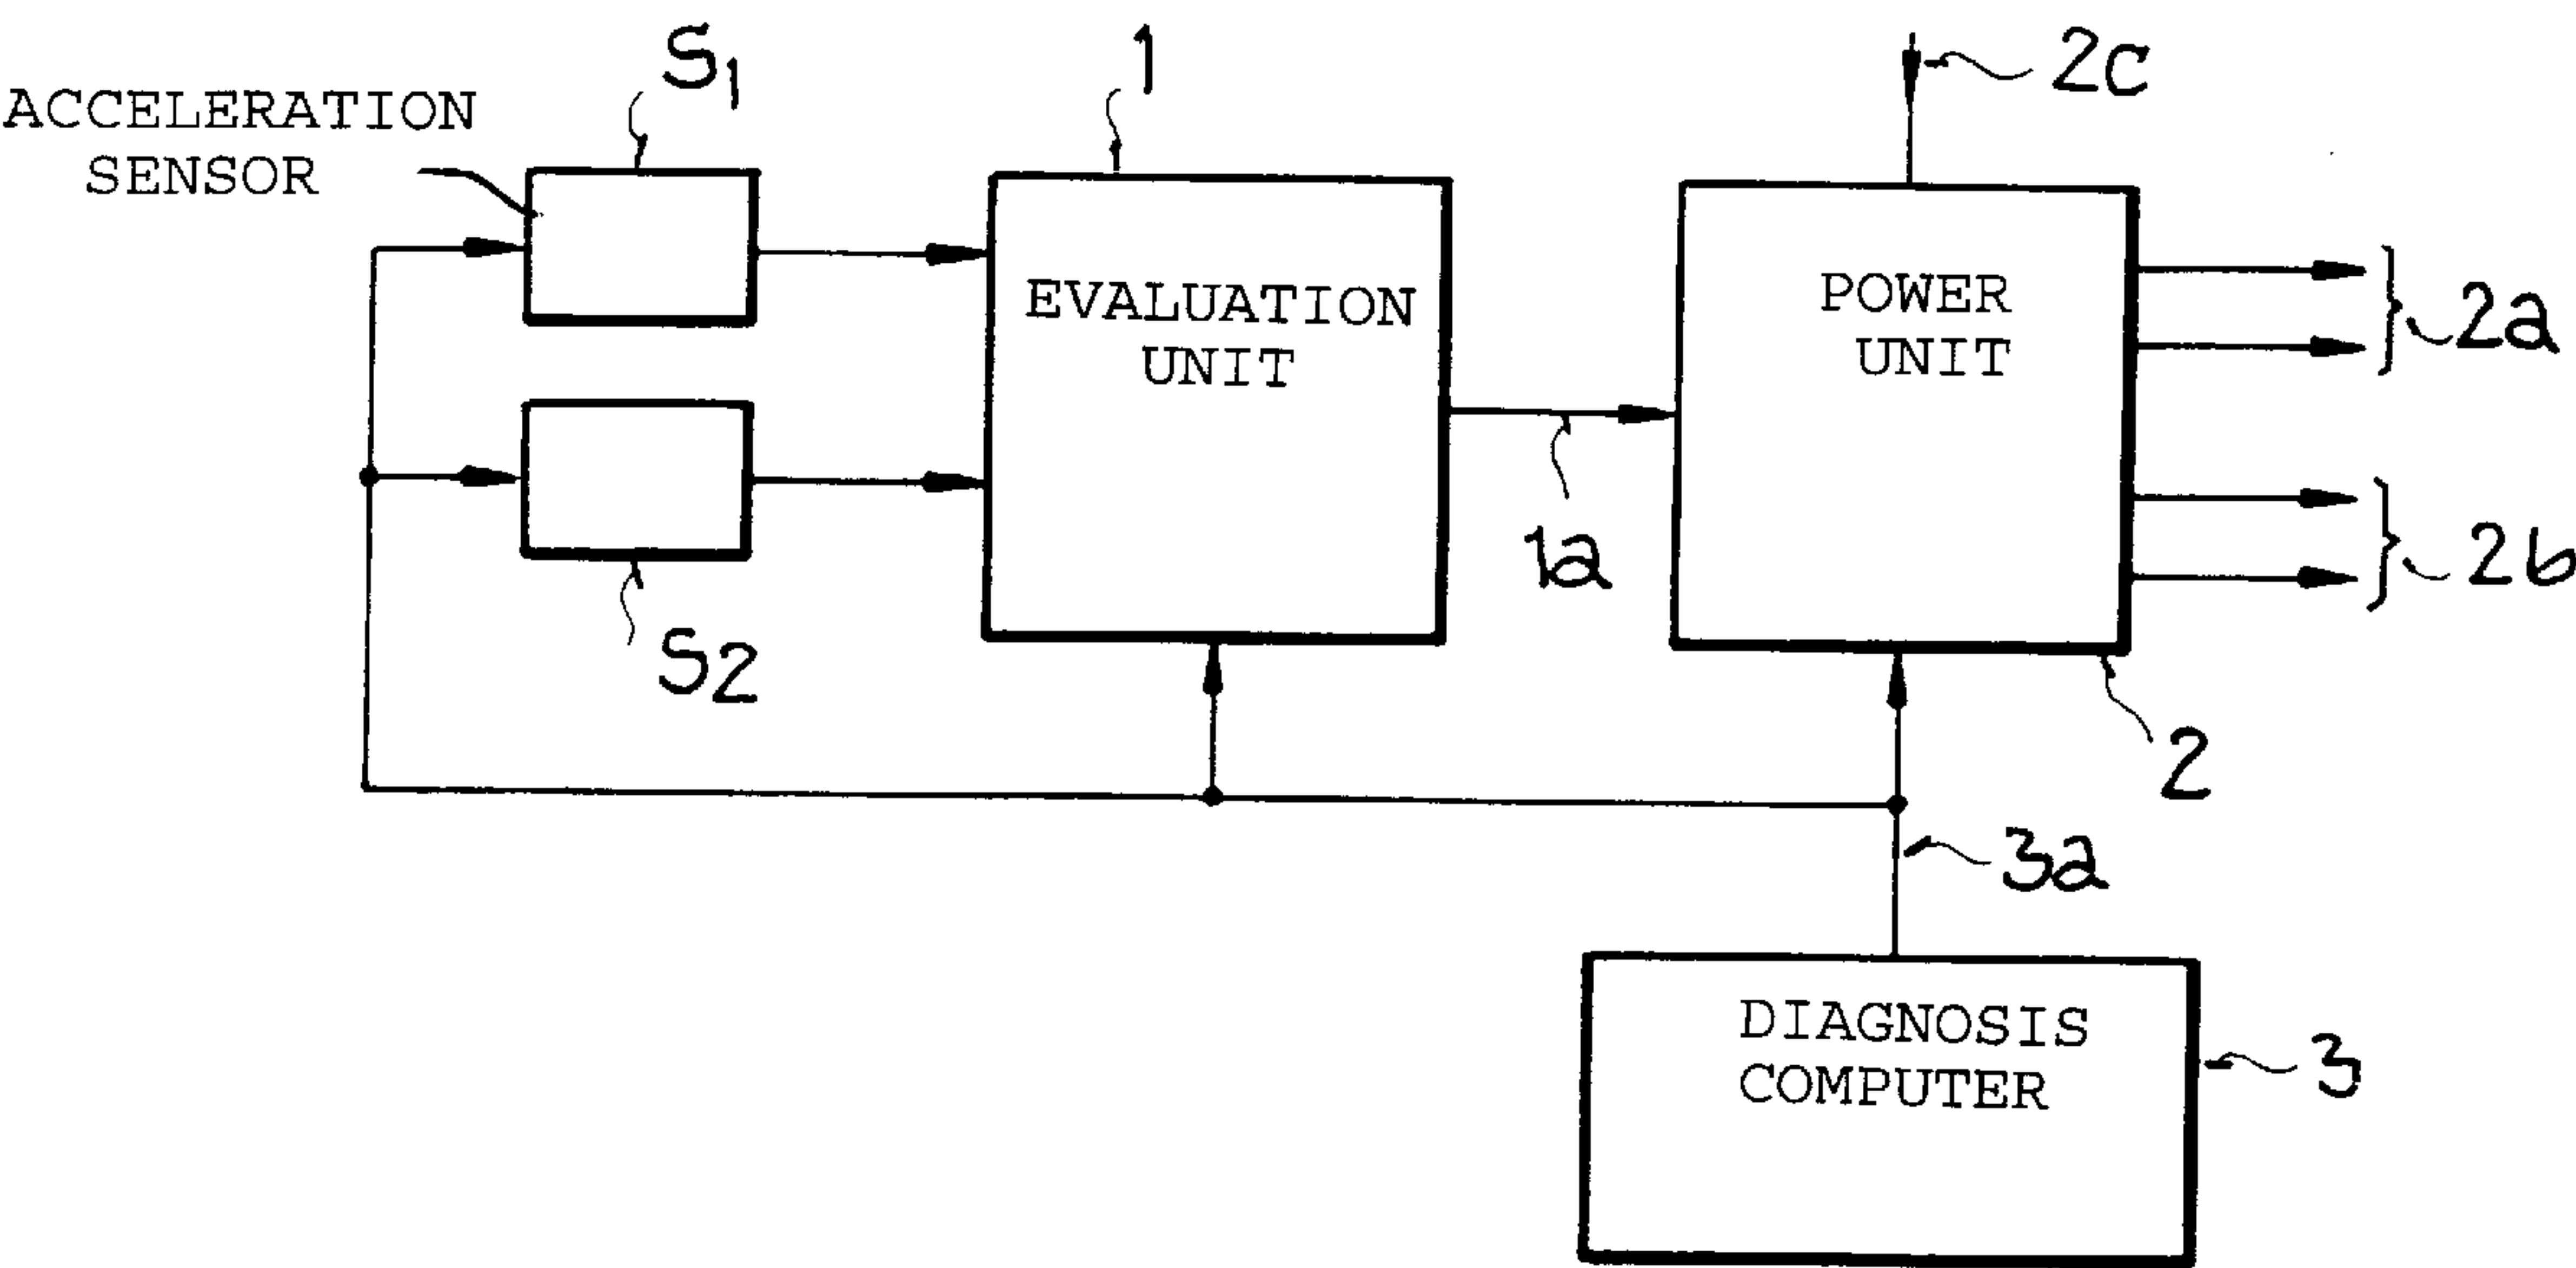 S1
1
2c
ACCELERATION
SENSOR
EVALUATION
UNIT
POWER
UNIT
2a
1a
2b
S2
2
3a
DIAGNOSIS
COMPUTER
3